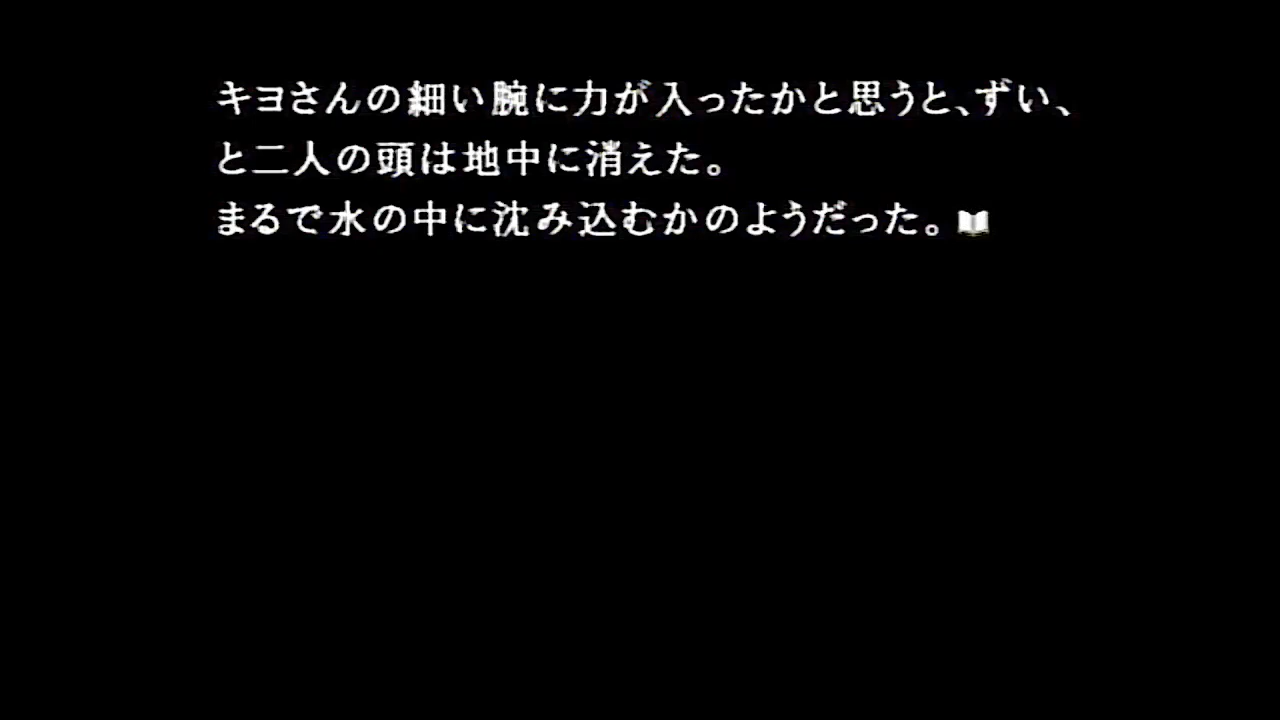 キヨさんの細い腕に力が入ったかと思うと、ずい、
と二人の頭は地中に消えた。
まるで水の中に沈み込むかのようだった。